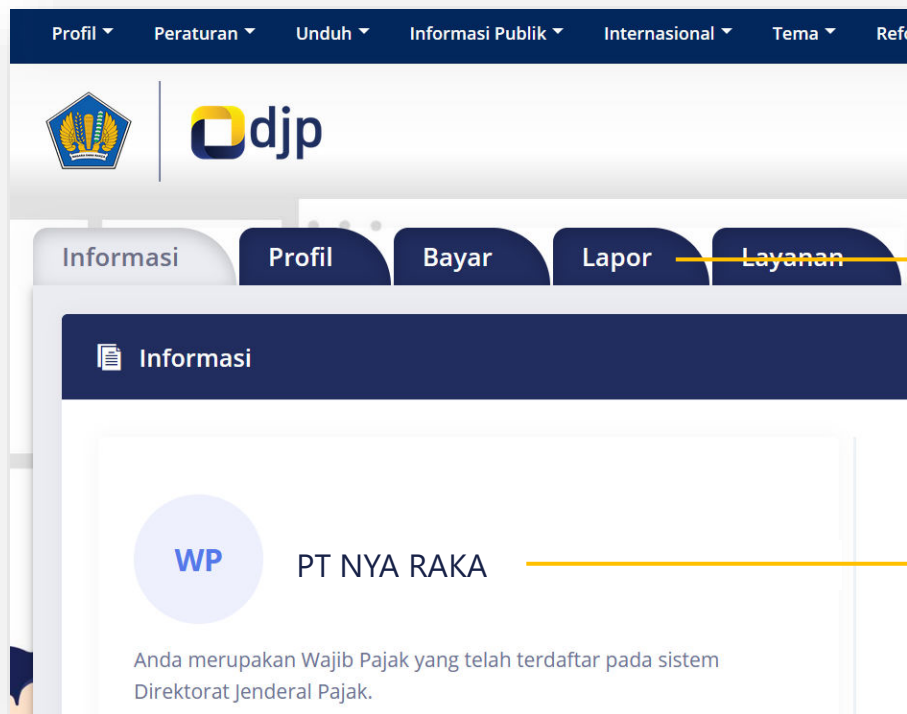 Profil Peraturan Unduh Informasi Publik Internasional Tema Refo
djp
Informasi Profil Bayar Lapor Layanan
Informasi
WP PT NYA RAKA
Anda merupakan Wajib Pajak yang telah terdaftar pada sistem
Direktorat Jenderal Pajak.